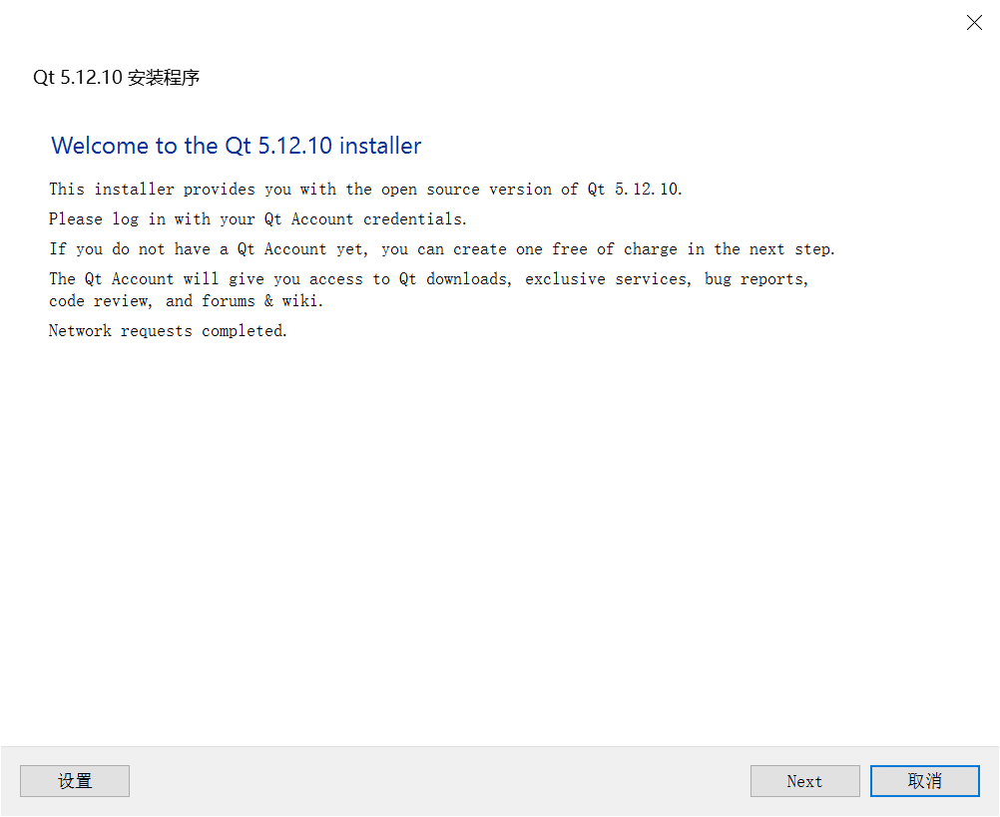 Qt 5.12.10 安装程序
Welcome to the Qt 5.12.10 installer
This installer provides you with the open source version of Qt 5.12.10.
Please log in with your Qt Account credentials.
If you do not have a Qt Account yet, you can create one free of charge in the next step.
The Qt Account will give you access to Qt downloads, exclusive services, bug reports,
code review, and forums & wiki.
Network requests completed.
设置
Next
取消